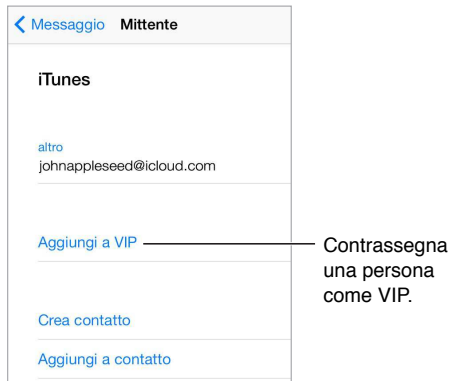 Messaggio Mittente
iTunes
altro
johnappleseed@icloud.com
Aggiungi a VIP
Contrassegna
una persona
come VIP.
Crea contatto
Aggiungi a contatto